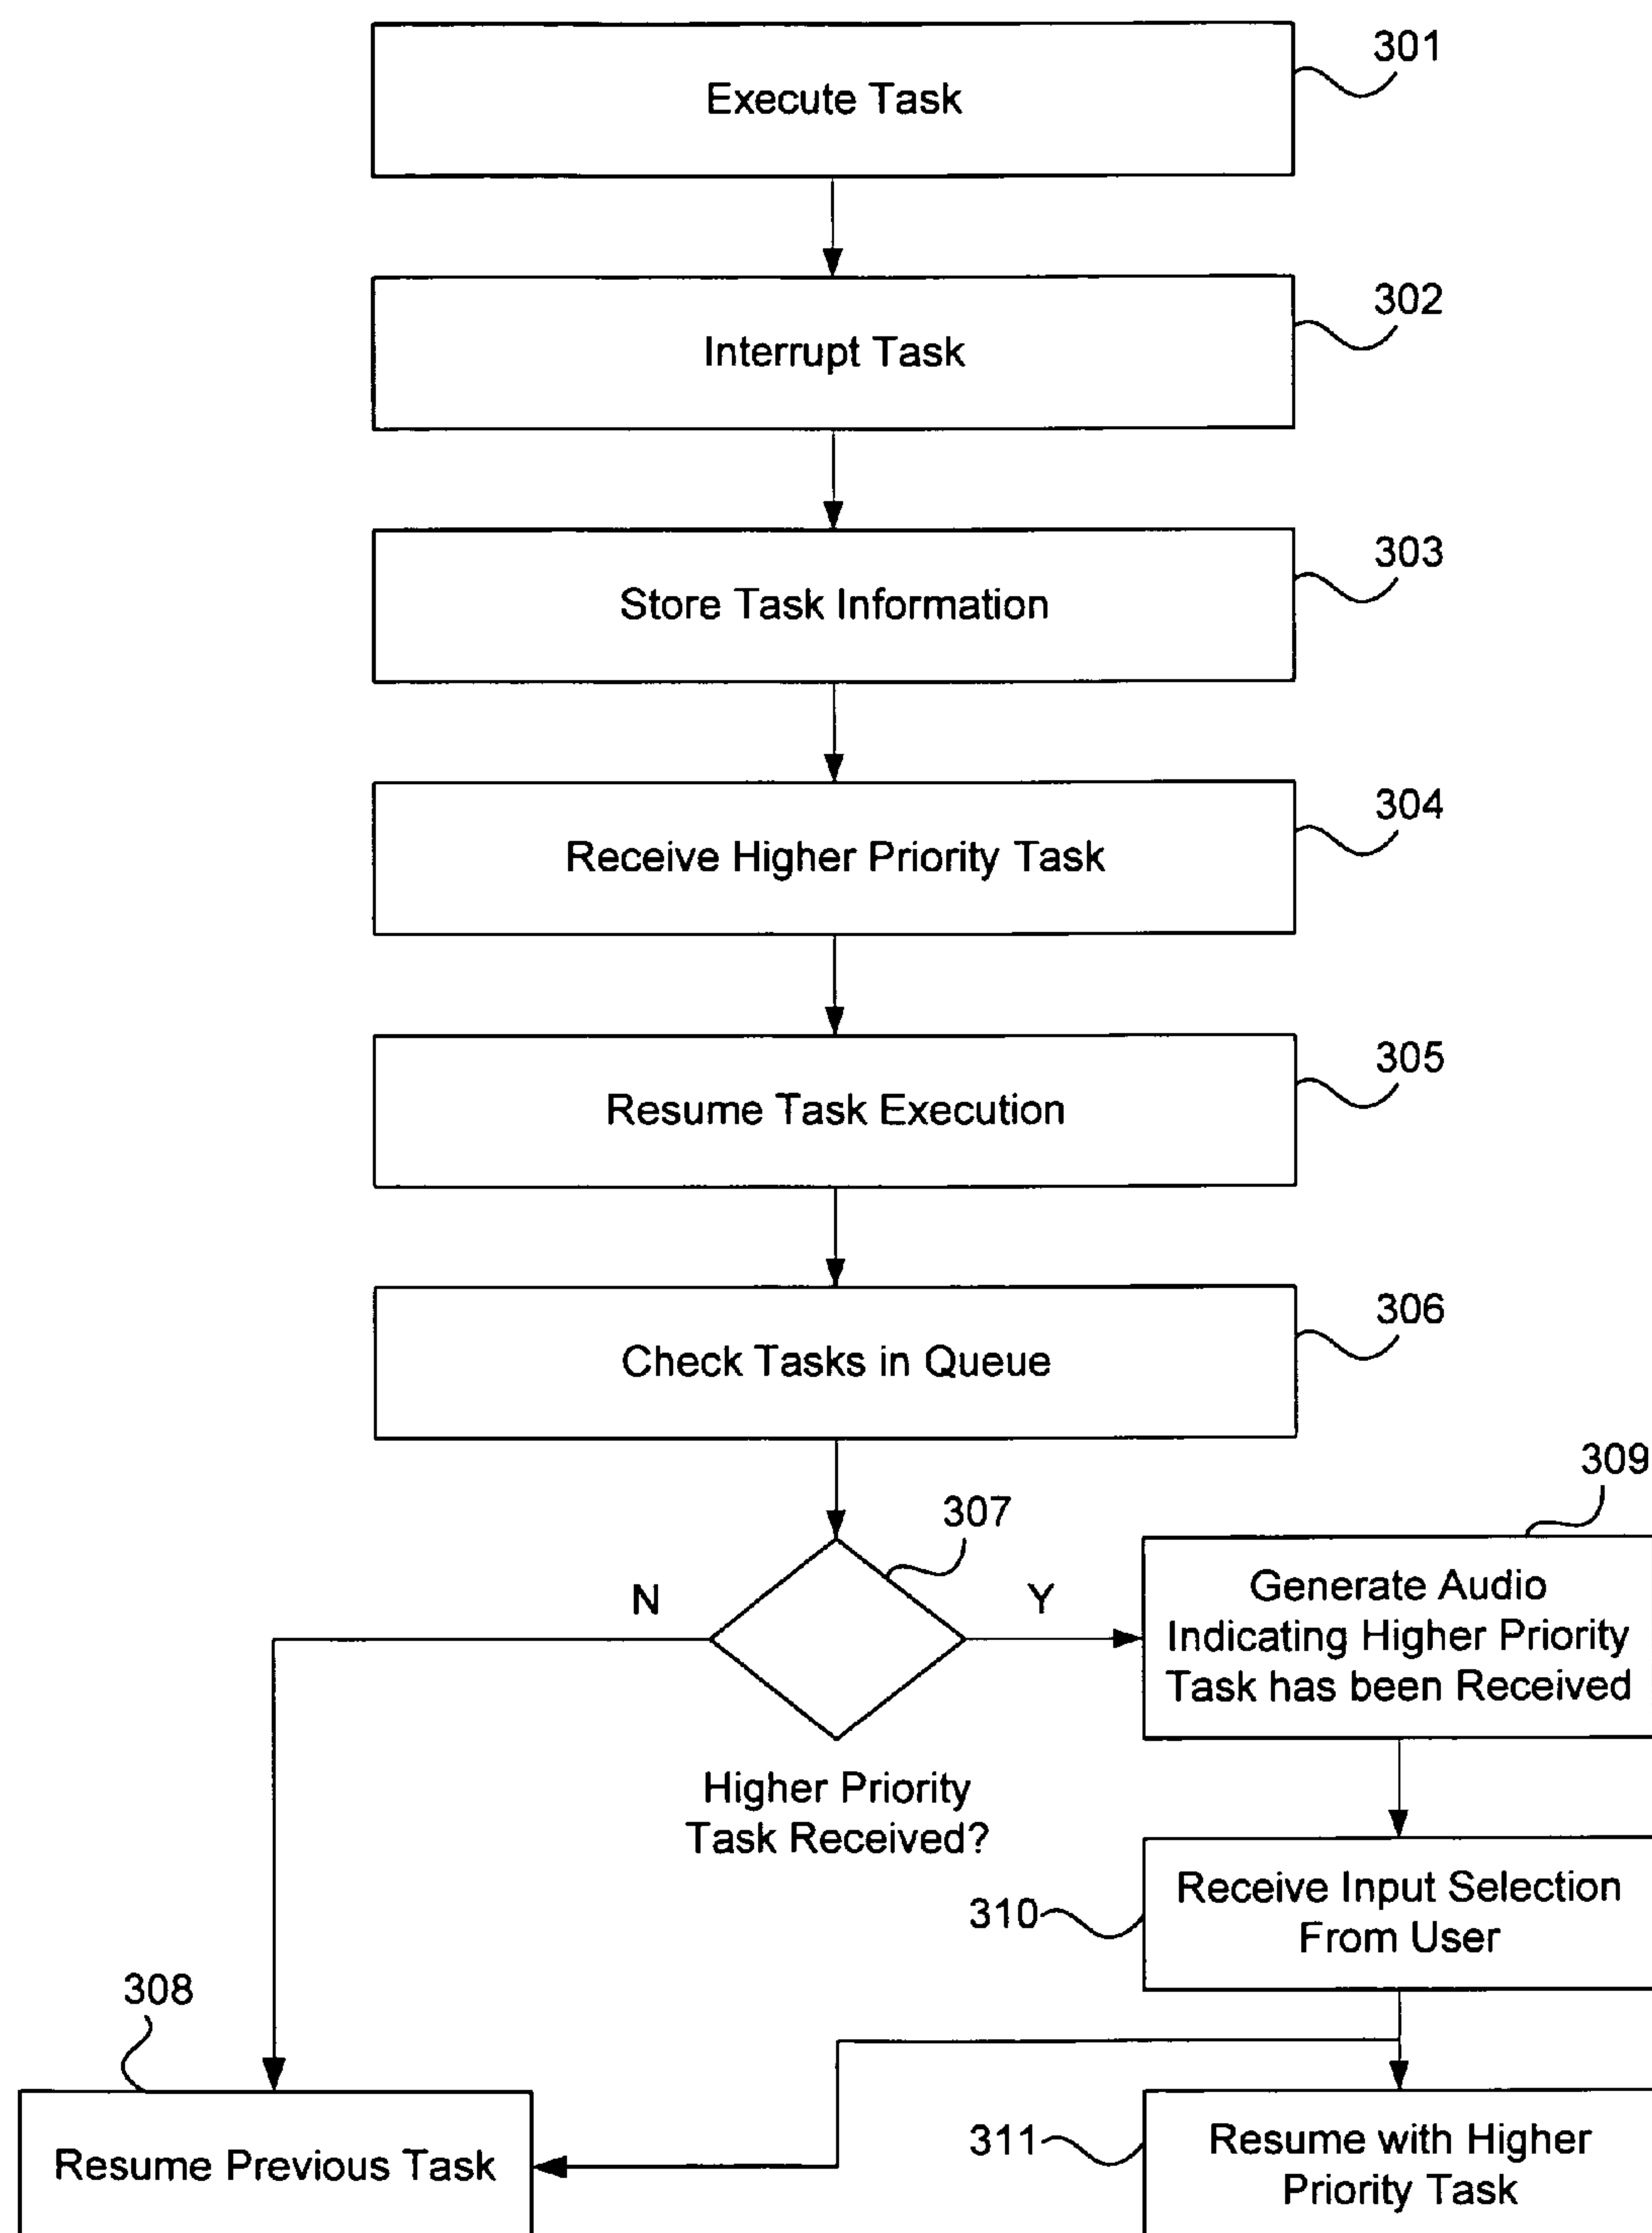 301
Execute Task
302
Interrupt Task
303
Store Task Information
304
Receive Higher Priority Task
305
Resume Task Execution
306
Check Tasks in Queue
309
307
N
Y
Generate Audio
Indicating Higher Priority
Task has been Received
Higher Priority
Task Received?
310
Receive Input Selection
From User
308
Resume Previous Task
311
Resume with Higher
Priority Task